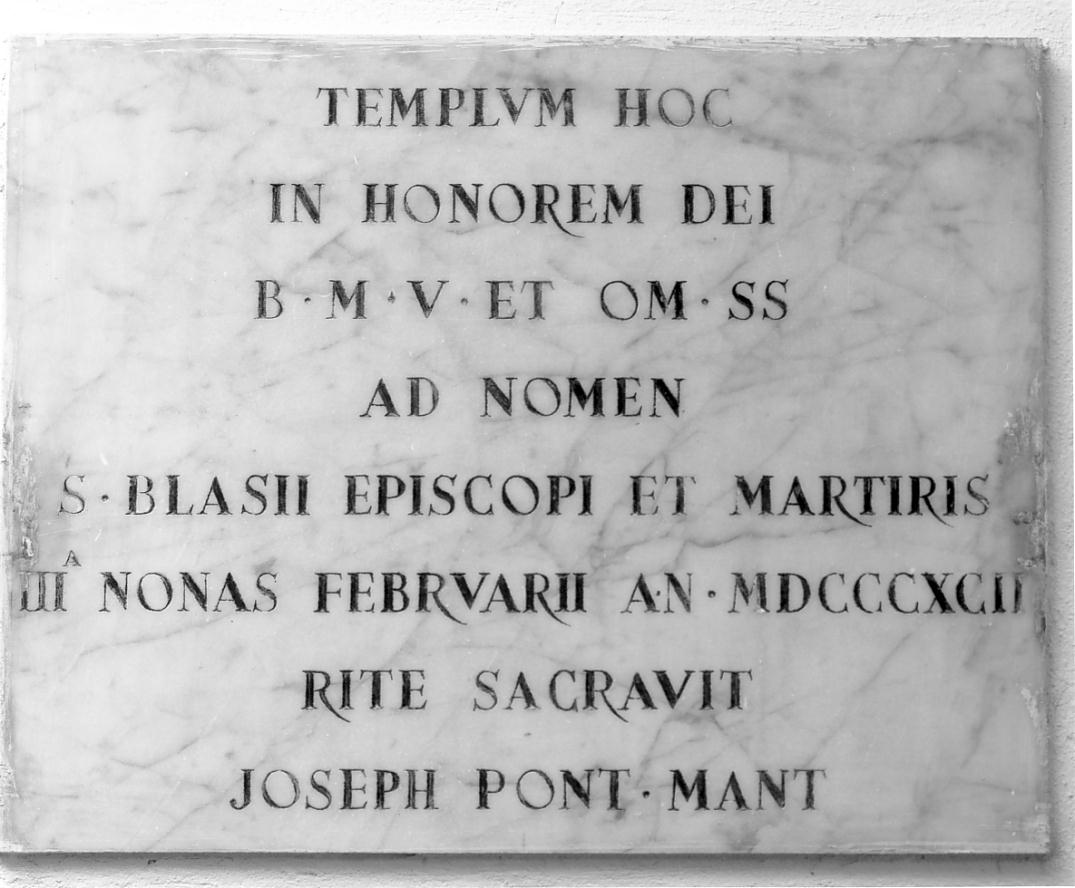 TEMPLVM HOC
IN HONOREM DEI
B·M·V·ET OM·SS
AD NOMEN
S·BLASII EPISCOPI ET MARTIRIS
IIIᴬ NONAS FEBRVARII A·N·MDCCCXCII
RITE SACRAVIT
JOSEPH PONT·MANT